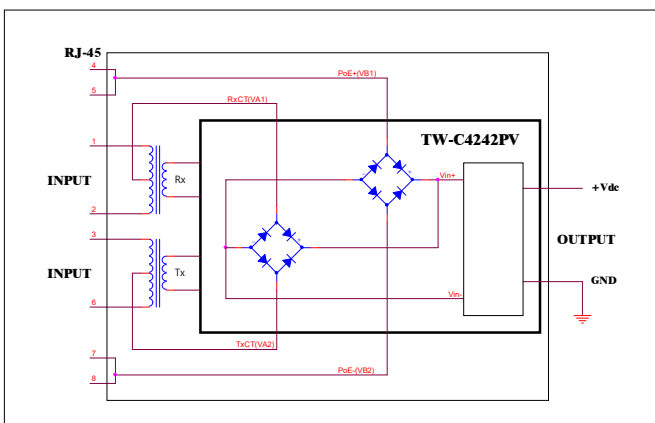 RJ-45
4
5
PoE+(VB1)
RxCT(VA1)
TW-C4242PV
1
INPUT
Rx
2
Vin+
+Vdc
3
OUTPUT
INPUT
Tx
GND
6
Vin-
TxCT(VA2)
7
8
PoE-(VB2)